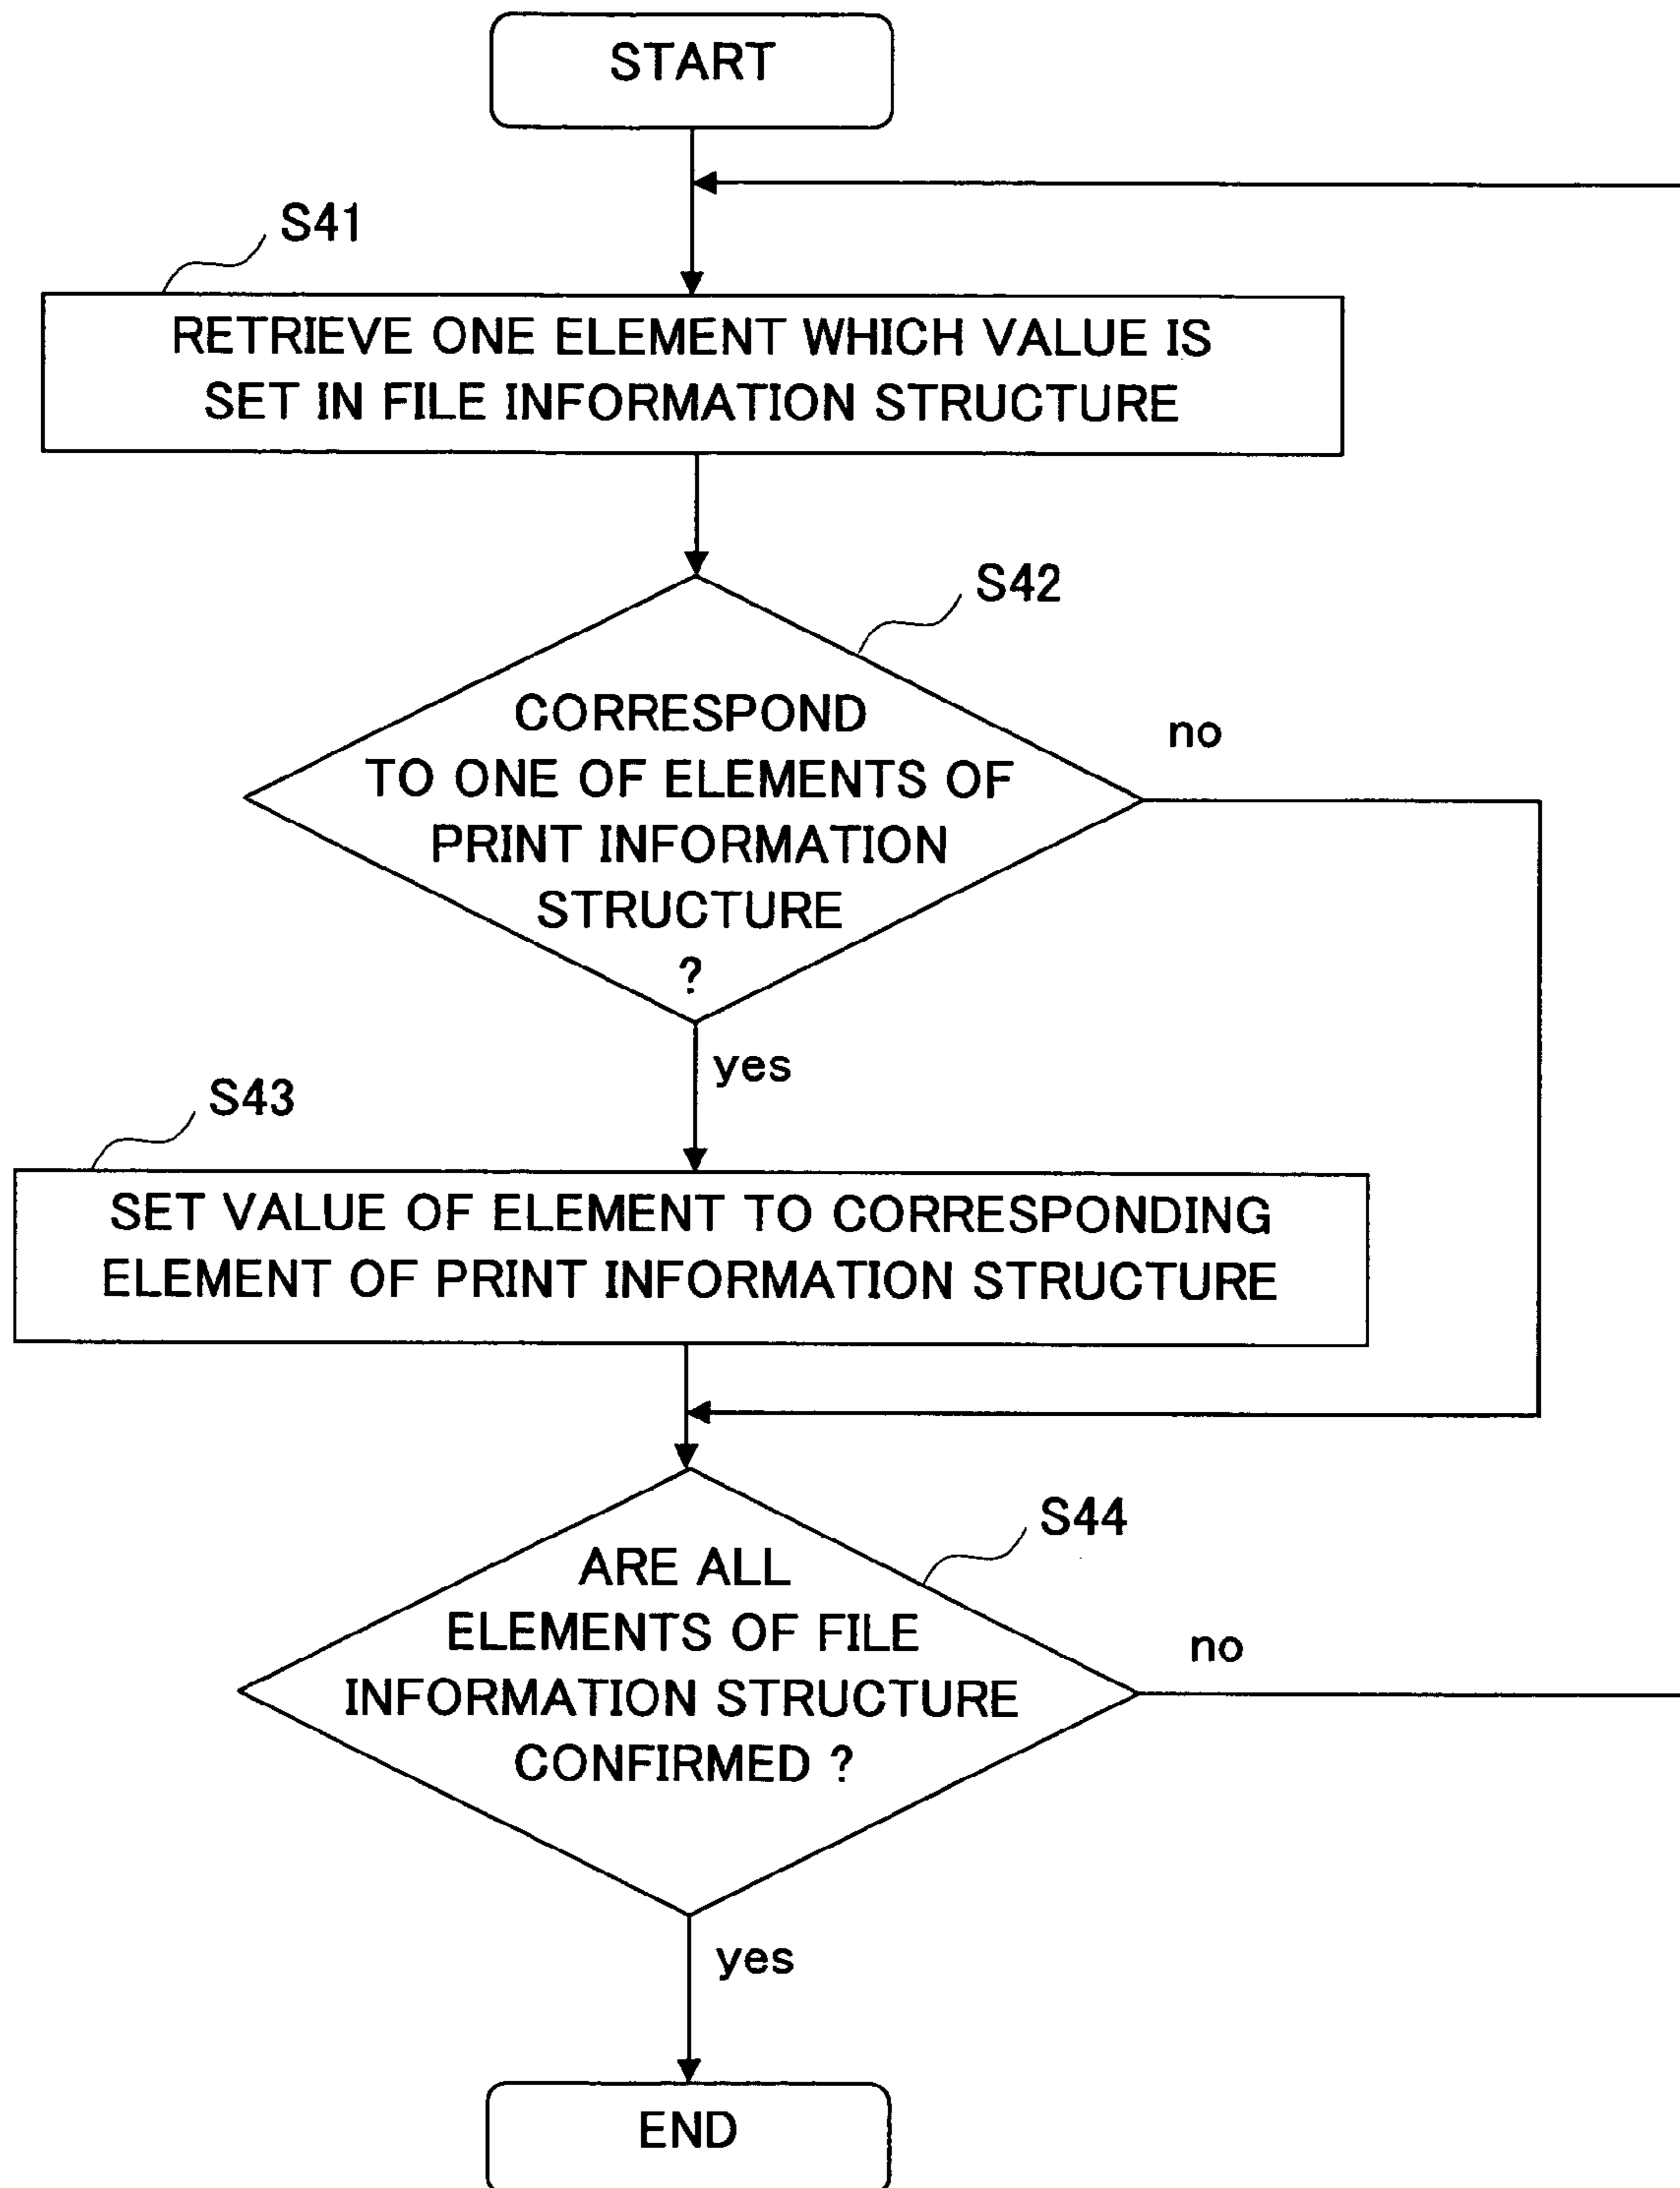 START
S41
RETRIEVE ONE ELEMENT WHICH VALUE IS
SET IN FILE INFORMATION STRUCTURE
S42
CORRESPOND
TO ONE OF ELEMENTS OF
PRINT INFORMATION
STRUCTURE
?
no
yes
S43
SET VALUE OF ELEMENT TO CORRESPONDING
ELEMENT OF PRINT INFORMATION STRUCTURE
S44
ARE ALL
ELEMENTS OF FILE
INFORMATION STRUCTURE
CONFIRMED ?
no
yes
END